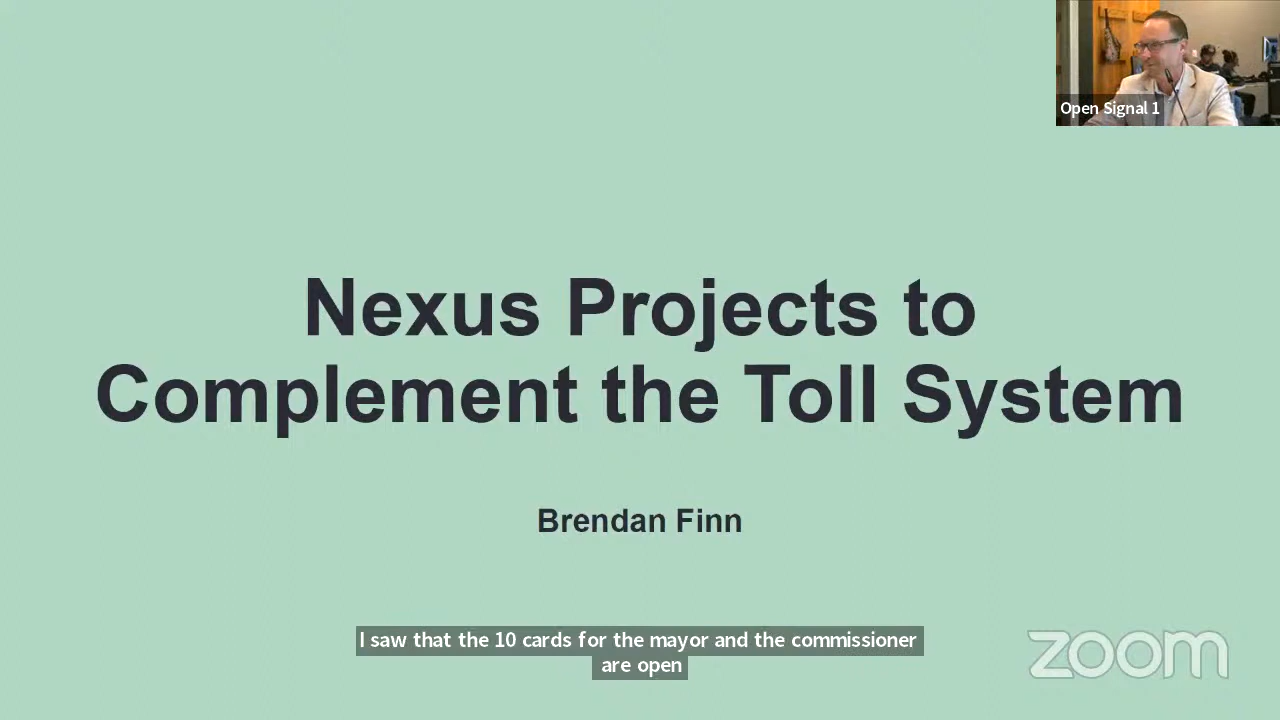 Open Signal 1
Nexus Projects to
Complement the Toll System
Brendan Finn
I saw that the 10 cards for the mayor and the commissioner
are open
zoom